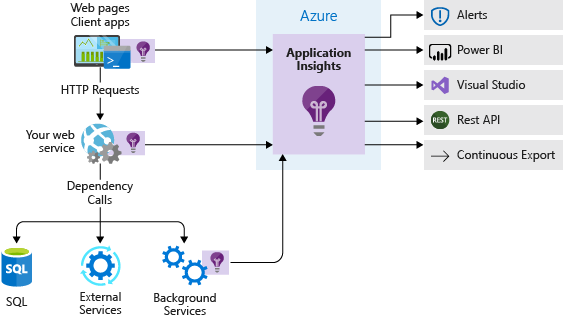 Web pages
Client apps
HTTP Requests
Your web
service
Dependency
Calls
SQL
SQL
External
Services
Background
Services
Azure
Application
Insights
Alerts
Power BI
Visual Studio
REST
Rest API
Continuous Export